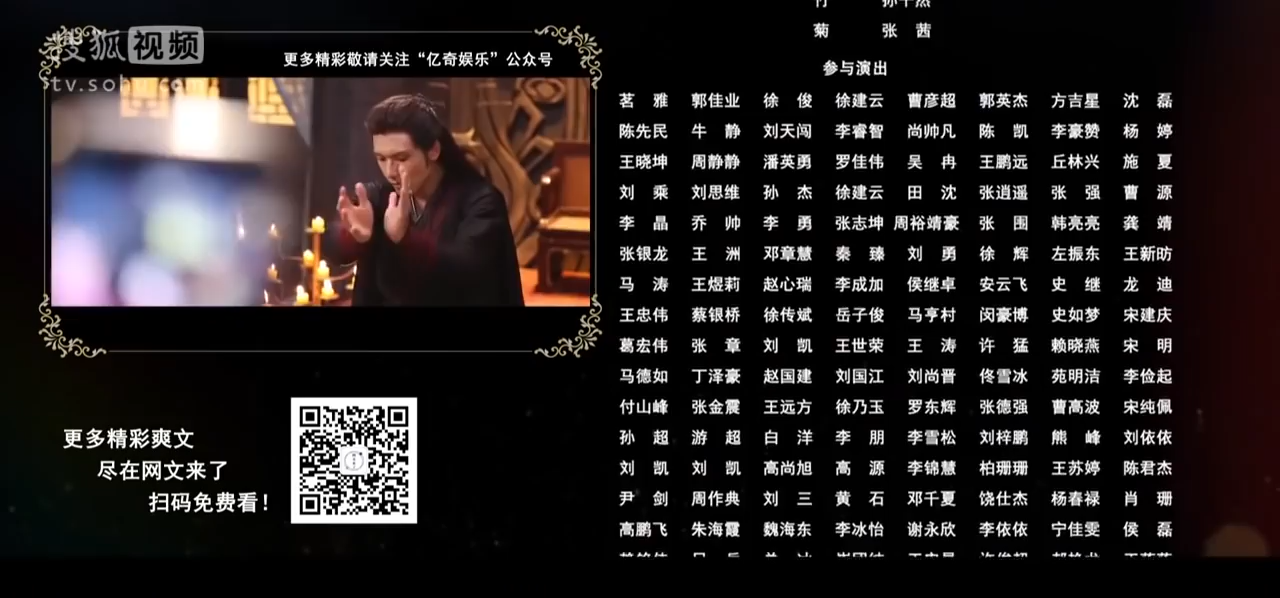 搜狐视频
tv.sohu.com
更多精彩敬请关注“亿奇娱乐”公众号
更多精彩爽文
尽在网文来了
扫码免费看！
菊 张茜
参与演出
茗雅 郭佳业 徐俊 徐建云 曹彦超 郭英杰 方吉星 沈磊
陈先民 牛静 刘天闯 李睿智 尚帅凡 陈凯 李豪赞 杨婷
王晓坤 周静静 潘英勇 罗佳伟 吴冉 王鹏远 丘林兴 施夏
刘乘 刘思维 孙杰 徐建云 田沈 张逍遥 张强 曹源
李晶 乔帅 李勇 张志坤 周裕靖豪 张围 韩亮亮 龚靖
张银龙 王洲 邓章慧 秦臻 刘勇 徐辉 左振东 王新昉
马涛 王煜莉 赵心瑞 李成加 侯继卓 安云飞 史继 龙迪
王忠伟 蔡银桥 徐传斌 岳子俊 马亨村 闵豪博 史如梦 宋建庆
葛宏伟 张章 刘凯 王世荣 王涛 许猛 赖晓燕 宋明
马德如 丁泽豪 赵国建 刘国江 刘尚晋 佟雪冰 苑明洁 李俭起
付山峰 张金震 王远方 徐乃玉 罗东辉 张德强 曹高波 宋纯佩
孙超 游超 白洋 李朋 李雪松 刘梓鹏 熊峰 刘依依
刘凯 刘凯 高尚旭 高源 李锦慧 柏珊珊 王苏婷 陈君杰
尹剑 周作典 刘三 黄石 邓千夏 饶仕杰 杨春禄 肖珊
高鹏飞 朱海霞 魏海东 李冰怡 谢永欣 李依依 宁佳雯 侯磊